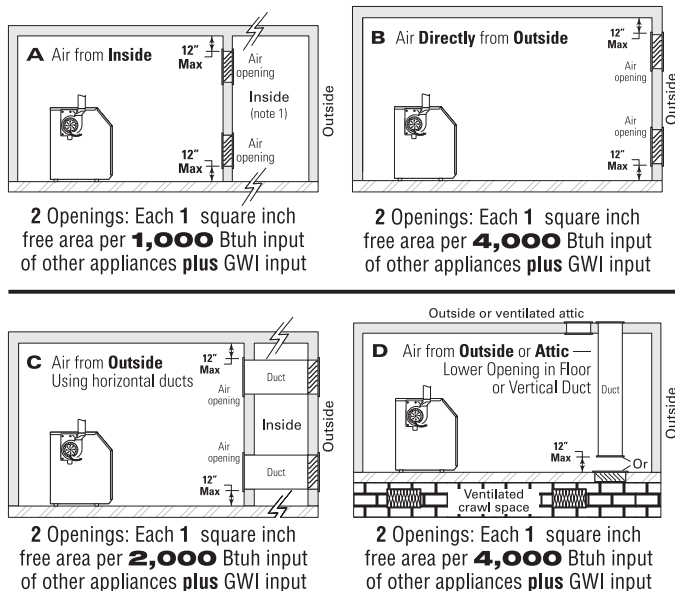 A Air from Inside
12"
Max
Air
opening
Inside
(note 1)
Air
opening
12"
Max
Outside
2 Openings: Each 1 square inch
free area per 1,000 Btuh input
of other appliances plus GWI input
B Air Directly from Outside
12"
Max
Air
opening
Air
opening
12"
Max
Outside
2 Openings: Each 1 square inch
free area per 4,000 Btuh input
of other appliances plus GWI input
C Air from Outside
Using horizontal ducts
12"
Max
Air
opening
Duct
Inside
Air
opening
Duct
12"
Max
Outside
2 Openings: Each 1 square inch
free area per 2,000 Btuh input
of other appliances plus GWI input
Outside or ventilated attic
D Air from Outside or Attic —
Lower Opening in Floor
or Vertical Duct
Duct
12"
Max
Or
Outside
Ventilated
crawl space
2 Openings: Each 1 square inch
free area per 4,000 Btuh input
of other appliances plus GWI input